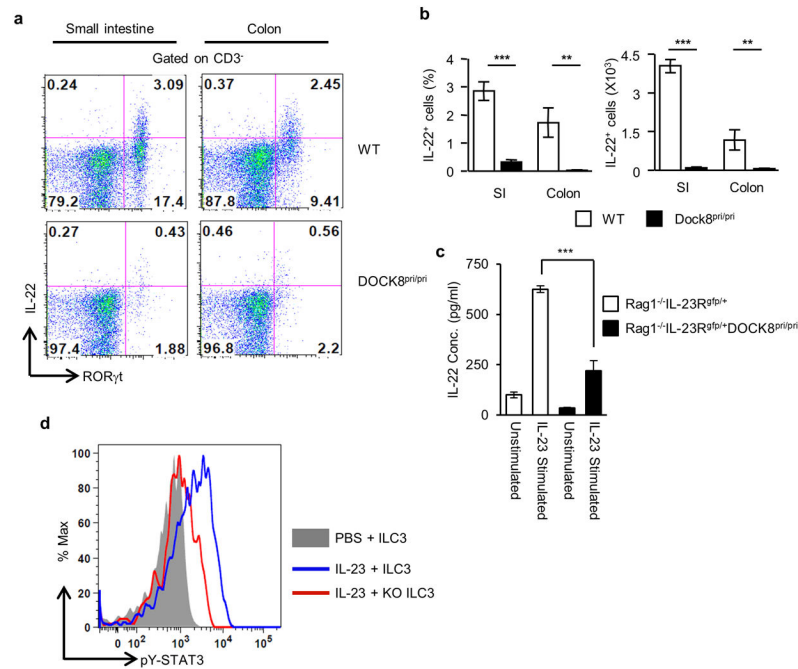 a
Small intestine
Colon
Gated on CD3-
0.24
3.09
79.2
17.4
0.37
2.45
87.8
9.41
WT
0.27
0.43
97.4
1.88
0.46
0.56
96.8
2.2
DOCK8pri/pri
IL-22
RORγt
b
IL-22+ cells (%)
4
3
2
1
0
***
**
SI
Colon
IL-22+ cells (X10³)
4.5
3
1.5
0
***
**
SI
Colon
WT
Dock8pri/pri
c
IL-22 Conc. (pg/ml)
750
500
250
0
***
Unstimulated
IL-23 Stimulated
Unstimulated
IL-23 Stimulated
Rag1-/-IL-23Rgfp/+
Rag1-/-IL-23Rgfp/+DOCK8pri/pri
d
% Max
100
80
60
40
20
0
0 10² 10³ 10⁴ 10⁵
pY-STAT3
PBS + ILC3
IL-23 + ILC3
IL-23 + KO ILC3